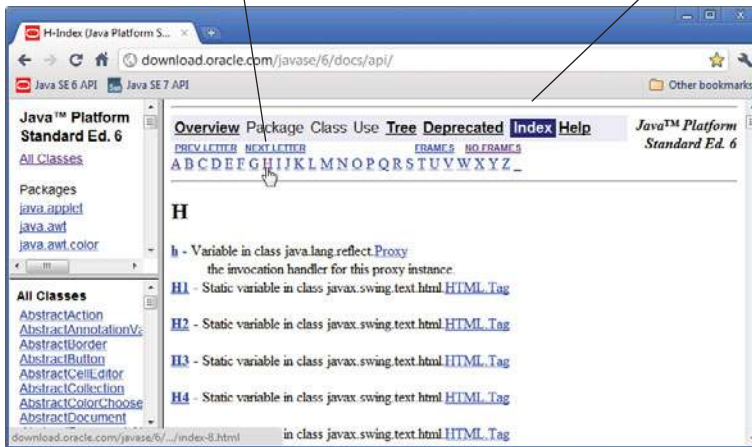 H-Index (Java Platform S...
download.oracle.com/javase/6/docs/api/
Java SE 6 API
Java SE 7 API
Other bookmarks
Java™ Platform
Standard Ed. 6
All Classes
Packages
java.applet
java.awt
java.awt.color
All Classes
AbstractAction
AbstractAnnotationVa
AbstractBorder
AbstractButton
AbstractCellEditor
AbstractCollection
AbstractColorChoose
AbstractDocument
download.oracle.com/javase/6/.../index-8.html
Overview Package Class Use Tree Deprecated Index Help
Java™ Platform
Standard Ed. 6
PREV LETTER NEXT LETTER FRAMES NO FRAMES
A B C D E F G H I J K L M N O P Q R S T U V W X Y Z _
H
h - Variable in class java.lang.reflect.Proxy
the invocation handler for this proxy instance.
H1 - Static variable in class javax.swing.text.html.HTML.Tag
H2 - Static variable in class javax.swing.text.html.HTML.Tag
H3 - Static variable in class javax.swing.text.html.HTML.Tag
H4 - Static variable in class javax.swing.text.html.HTML.Tag
in class javax.swing.text.html.HTML.Tag